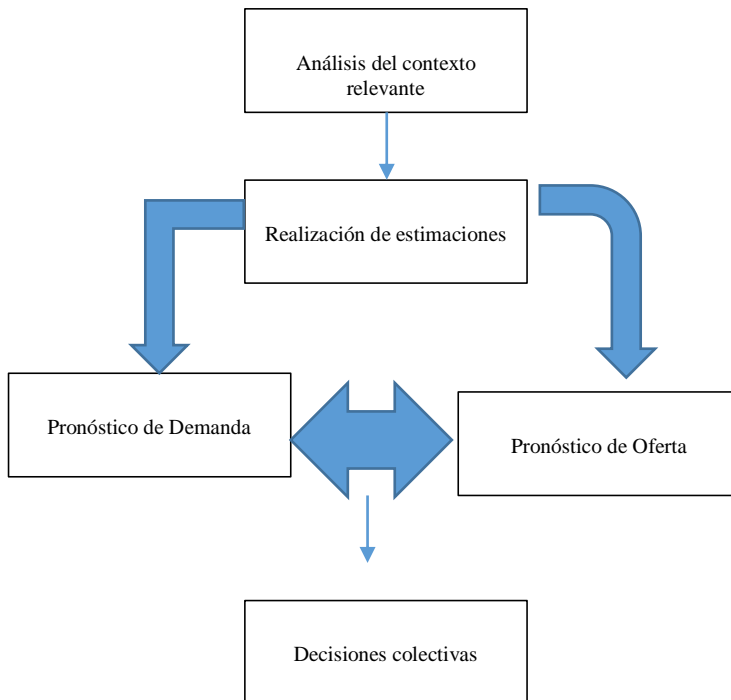 Análisis del contexto
relevante
Realización de estimaciones
Pronóstico de Demanda
Pronóstico de Oferta
Decisiones colectivas